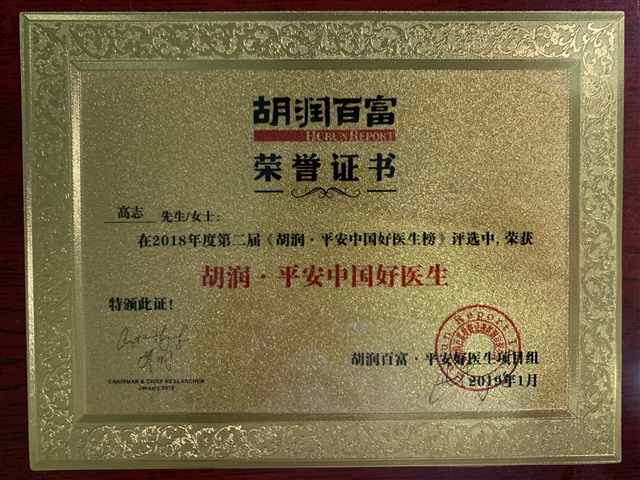 胡润百富
HURUN REPORT
荣誉证书
高志 先生/女士:
在2018年度第二届《胡润·平安中国好医生榜》评选中,荣获
胡润·平安中国好医生
特颁此证!
CHAIRMAN & CHIEF RESEARCHER
January 2019
胡润百富·平安好医生项目组
2019年1月